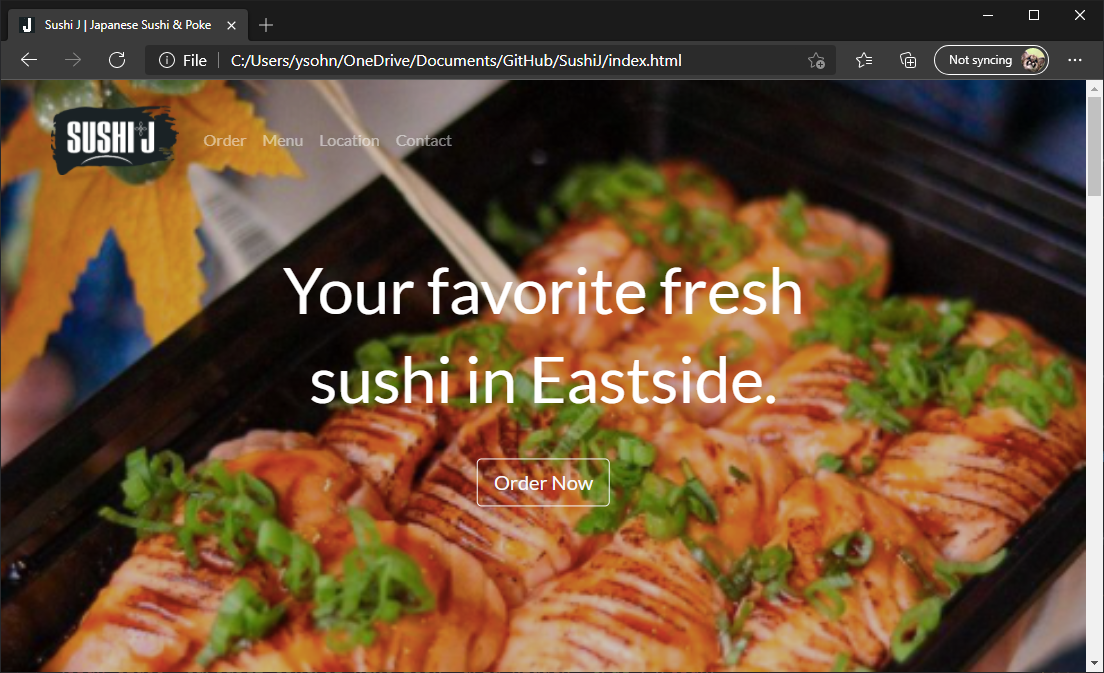 Sushi J | Japanese Sushi & Poke
File C:/Users/ysohn/OneDrive/Documents/GitHub/SushiJ/index.html Not syncing
SUSHI J Order Menu Location Contact
Your favorite fresh
sushi in Eastside.
Order Now